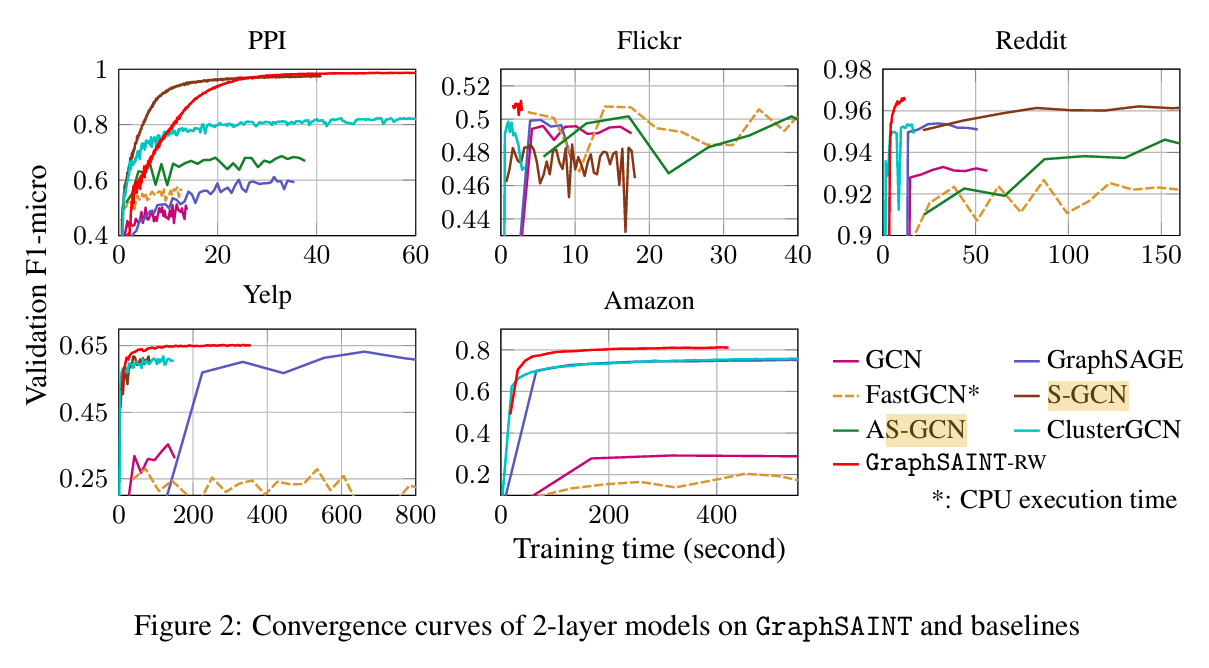 PPI
Flickr
Reddit
1
0.8
0.6
0.4
0 20 40 60
0.52
0.5
0.48
0.46
0.44
0 10 20 30 40
0.98
0.96
0.94
0.92
0.9
0 50 100 150
Validation F1-micro
Yelp
Amazon
0.65
0.45
0.25
0 200 400 600 800
0.8
0.6
0.4
0.2
0 200 400
Training time (second)
GCN GraphSAGE
FastGCN* S-GCN
AS-GCN ClusterGCN
GraphSAINT-RW
*: CPU execution time
Figure 2: Convergence curves of 2-layer models on GraphSAINT and baselines